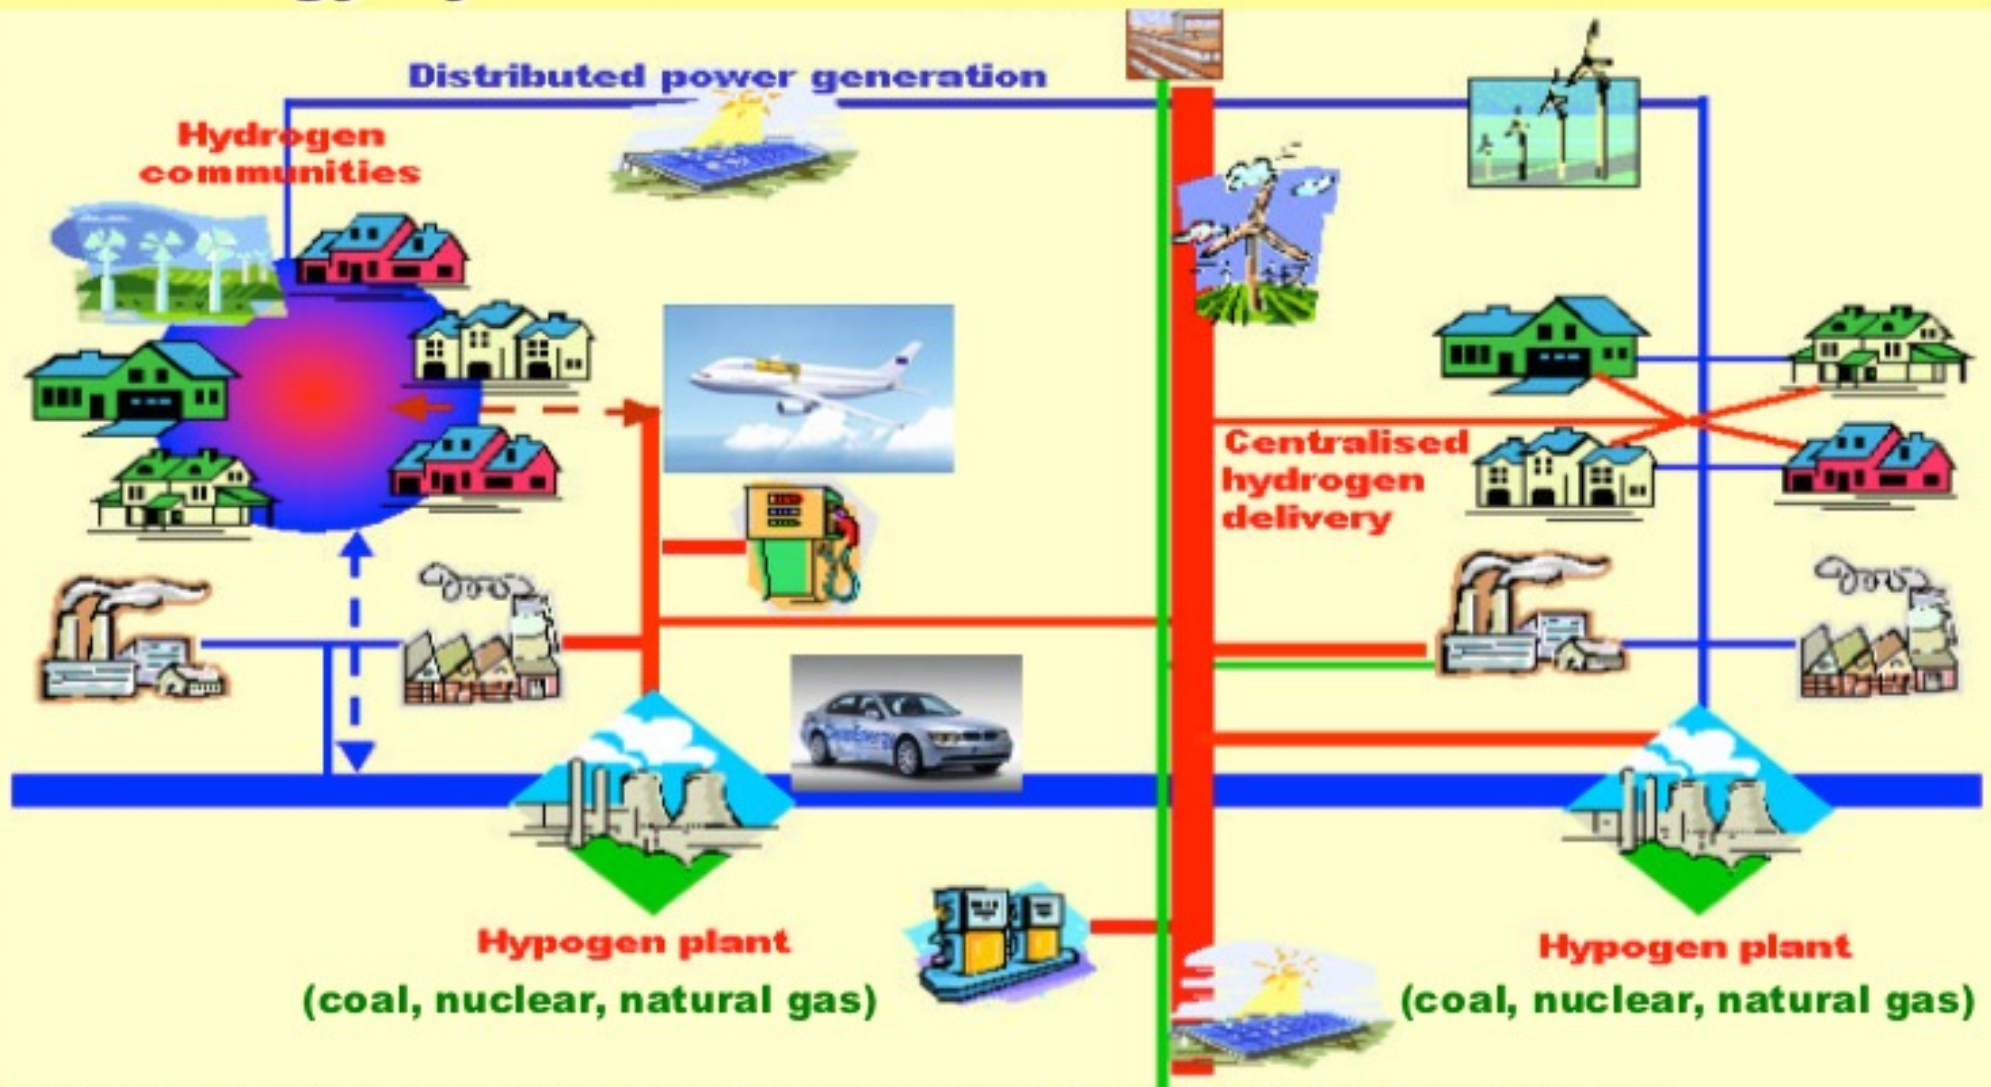 Distributed power generation
Hydrogen
communities
Centralised
hydrogen
delivery
CleanEnergy
Hypogen plant
(coal, nuclear, natural gas)
Hypogen plant
(coal, nuclear, natural gas)